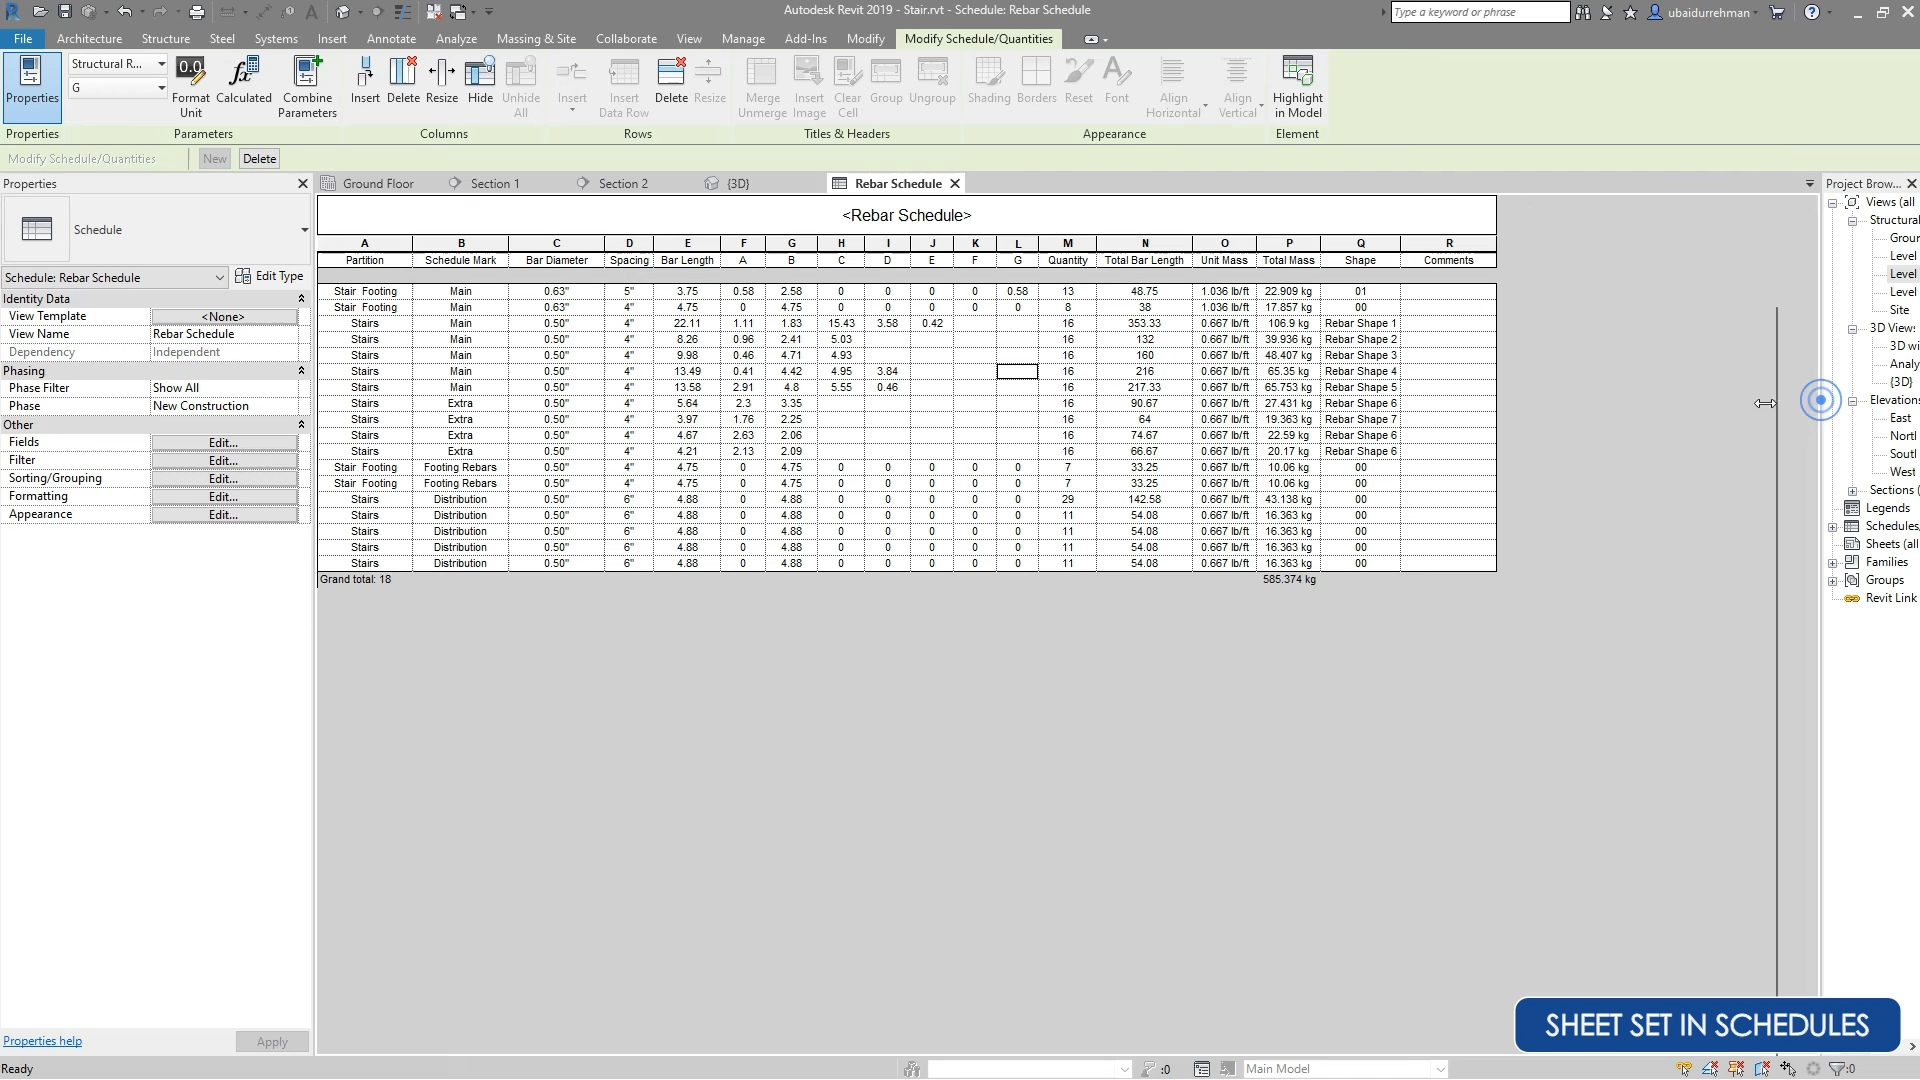 Autodesk Revit 2019 - Stair.rvt - Schedule: Rebar Schedule
Type a keyword or phrase
ubaidurrehman
File Architecture Structure Steel Systems Insert Annotate Analyze Massing & Site Collaborate View Manage Add-Ins Modify Modify Schedule/Quantities
Structural R...
G
Properties
Format Unit
Calculated
Combine Parameters
Insert Delete Resize Hide Unhide All
Insert
Insert Data Row
Delete Resize
Merge Unmerge
Insert Image
Clear Cell
Group Ungroup
Shading Borders Reset Font
Align Horizontal
Align Vertical
Highlight in Model
Properties Parameters Columns Rows Titles & Headers Appearance Element
Modify Schedule/Quantities New Delete
Properties
Ground Floor Section 1 Section 2 {3D} Rebar Schedule
Project Brow...
Schedule
Schedule: Rebar Schedule Edit Type
Identity Data
View Template <None>
View Name Rebar Schedule
Dependency Independent
Phasing
Phase Filter Show All
Phase New Construction
Other
Fields Edit...
Filter Edit...
Sorting/Grouping Edit...
Formatting Edit...
Appearance Edit...
<Rebar Schedule>
A B C D E F G H I J K L M N O P Q R
Partition Schedule Mark Bar Diameter Spacing Bar Length A B C D E F G Quantity Total Bar Length Unit Mass Total Mass Shape Comments
Stair Footing Main 0.63" 5" 3.75 0.58 2.58 0 0 0 0 0.58 13 48.75 1.036 lb/ft 22.909 kg 01
Stair Footing Main 0.63" 4" 4.75 0 4.75 0 0 0 0 0 8 38 1.036 lb/ft 17.857 kg 00
Stairs Main 0.50" 4" 22.11 1.11 1.83 15.43 3.58 0.42 16 353.33 0.667 lb/ft 106.9 kg Rebar Shape 1
Stairs Main 0.50" 4" 8.26 0.96 2.41 5.03 16 132 0.667 lb/ft 39.936 kg Rebar Shape 2
Stairs Main 0.50" 4" 9.98 0.46 4.71 4.93 16 160 0.667 lb/ft 48.407 kg Rebar Shape 3
Stairs Main 0.50" 4" 13.49 0.41 4.42 4.95 3.84 16 216 0.667 lb/ft 65.35 kg Rebar Shape 4
Stairs Main 0.50" 4" 13.58 2.91 4.8 5.55 0.46 16 217.33 0.667 lb/ft 65.753 kg Rebar Shape 5
Stairs Extra 0.50" 4" 5.64 2.3 3.35 16 90.67 0.667 lb/ft 27.431 kg Rebar Shape 6
Stairs Extra 0.50" 4" 3.97 1.76 2.25 16 64 0.667 lb/ft 19.363 kg Rebar Shape 7
Stairs Extra 0.50" 4" 4.67 2.63 2.06 16 74.67 0.667 lb/ft 22.59 kg Rebar Shape 6
Stairs Extra 0.50" 4" 4.21 2.13 2.09 16 66.67 0.667 lb/ft 20.17 kg Rebar Shape 6
Stair Footing Footing Rebars 0.50" 4" 4.75 0 4.75 0 0 0 0 0 7 33.25 0.667 lb/ft 10.06 kg 00
Stair Footing Footing Rebars 0.50" 4" 4.75 0 4.75 0 0 0 0 0 7 33.25 0.667 lb/ft 10.06 kg 00
Stairs Distribution 0.50" 6" 4.88 0 4.88 0 0 0 0 0 29 142.58 0.667 lb/ft 43.138 kg 00
Stairs Distribution 0.50" 6" 4.88 0 4.88 0 0 0 0 0 11 54.08 0.667 lb/ft 16.363 kg 00
Stairs Distribution 0.50" 6" 4.88 0 4.88 0 0 0 0 0 11 54.08 0.667 lb/ft 16.363 kg 00
Stairs Distribution 0.50" 6" 4.88 0 4.88 0 0 0 0 0 11 54.08 0.667 lb/ft 16.363 kg 00
Stairs Distribution 0.50" 6" 4.88 0 4.88 0 0 0 0 0 11 54.08 0.667 lb/ft 16.363 kg 00
Grand total: 18 585.374 kg
Views (all
Structural
Groun
Level
Level
Level
Site
3D Views
3D wi
Analy
{3D}
Elevations
East
North
South
West
Sections (
Legends
Schedules,
Sheets (all
Families
Groups
Revit Link
SHEET SET IN SCHEDULES
Properties help Apply
Ready :0 Main Model :0